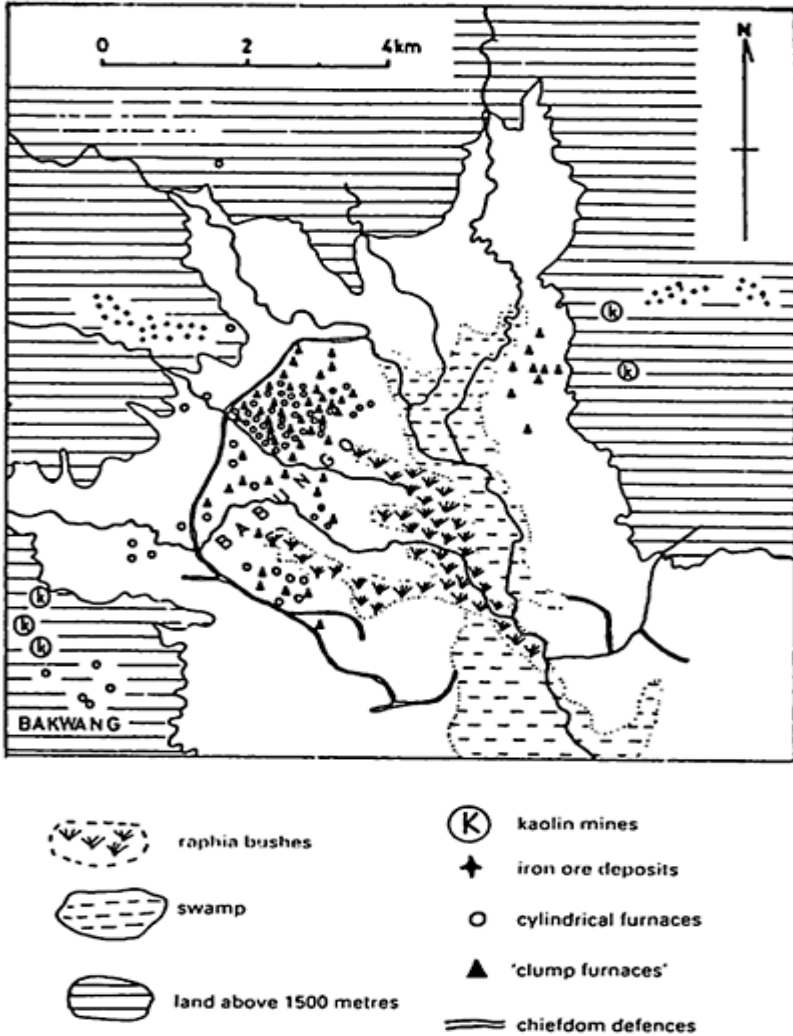 0 2 4km
N
K
K
BABUNGO
K
K
K
BAKWANG
raphia bushes
swamp
land above 1500 metres
K kaolin mines
iron ore deposits
cylindrical furnaces
'clump furnaces'
chiefdom defences